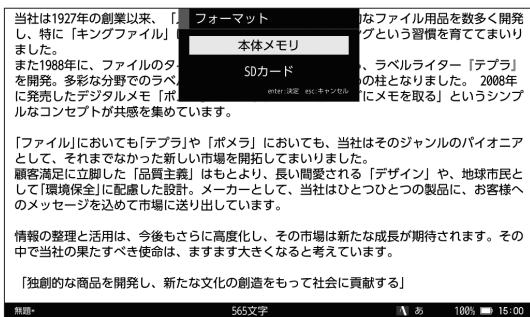 当社は1927年の創業以来、「
なファイル用品を数多く開発
し、特に「キングファイル」
グという習慣を育ててまいり
ました。
また1988年に、ファイルのタ
、ラベルライター「テプラ」
を開発。多彩な分野でのラベ
の柱となりました。 2008年
に発売したデジタルメモ「ポ
にメモを取る」というシンプ
ルなコンセプトが共感を集めています。
フォーマット
本体メモリ
SDカード
enter:決定 esc:キャンセル
「ファイル」においても「テプラ」や「ポメラ」においても、当社はそのジャンルのパイオニア
として、それまでなかった新しい市場を開拓してまいりました。
顧客満足に立脚した「品質主義」はもとより、長い間愛される「デザイン」や、地球市民と
して「環境保全」に配慮した設計。メーカーとして、当社はひとつひとつの製品に、お客様へ
のメッセージを込めて市場に送り出しています。
情報の整理と活用は、今後もさらに高度化し、その市場は新たな成長が期待されます。その
中で当社の果たすべき使命は、ますます大きくなると考えています。
「独創的な商品を開発し、新たな文化の創造をもって社会に貢献する」
無題* 565文字 あ 100% 15:00